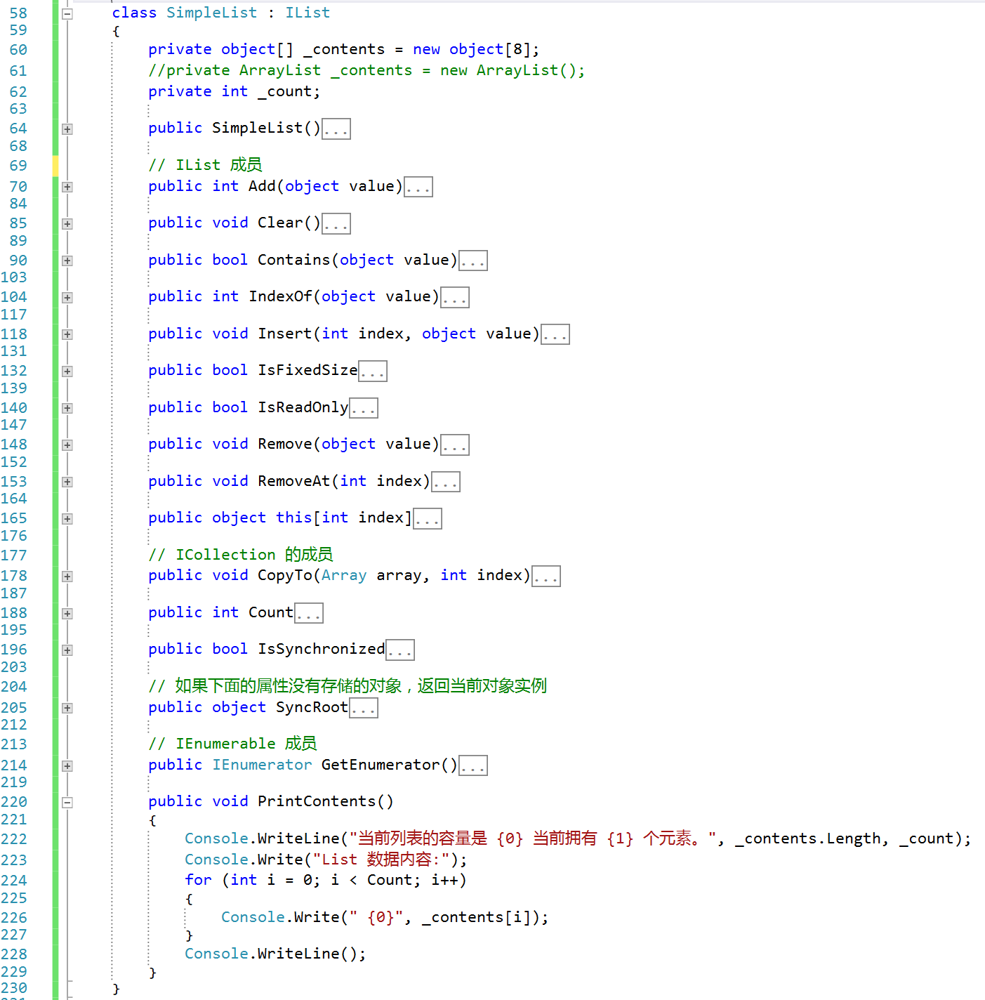 58 class SimpleList : IList
59 {
60 private object[] _contents = new object[8];
61 //private ArrayList _contents = new ArrayList();
62 private int _count;
63
64 public SimpleList()...
68
69 // IList 成员
70 public int Add(object value)...
84
85 public void Clear()...
89
90 public bool Contains(object value)...
103
104 public int IndexOf(object value)...
117
118 public void Insert(int index, object value)...
131
132 public bool IsFixedSize...
139
140 public bool IsReadOnly...
147
148 public void Remove(object value)...
152
153 public void RemoveAt(int index)...
164
165 public object this[int index]...
176
177 // ICollection 的成员
178 public void CopyTo(Array array, int index)...
187
188 public int Count...
195
196 public bool IsSynchronized...
203
204 // 如果下面的属性没有存储的对象，返回当前对象实例
205 public object SyncRoot...
212
213 // IEnumerable 成员
214 public IEnumerator GetEnumerator()...
219
220 public void PrintContents()
221 {
222 Console.WriteLine("当前列表的容量是 {0} 当前拥有 {1} 个元素。", _contents.Length, _count);
223 Console.Write("List 数据内容:");
224 for (int i = 0; i < Count; i++)
225 {
226 Console.Write(" {0}", _contents[i]);
227 }
228 Console.WriteLine();
229 }
230 }